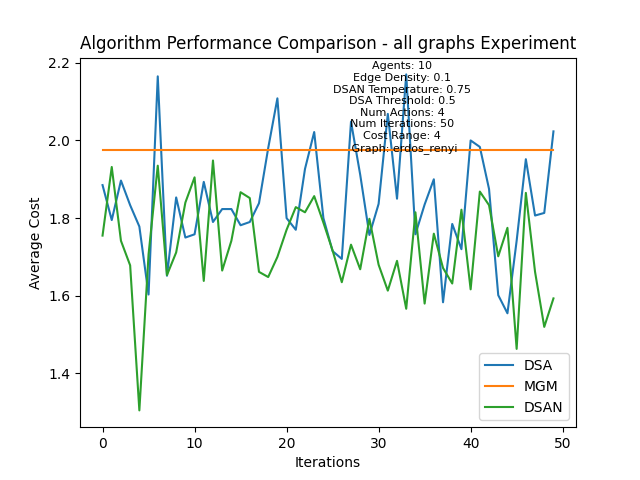 Algorithm Performance Comparison - all graphs Experiment
2.2
2.0
1.8
1.6
1.4
Average Cost
Agents: 10
Edge Density: 0.1
DSAN Temperature: 0.75
DSA Threshold: 0.5
Num Actions: 4
Num Iterations: 50
Cost Range: 4
Graph: erdos_renyi
DSA
MGM
DSAN
0 10 20 30 40 50
Iterations